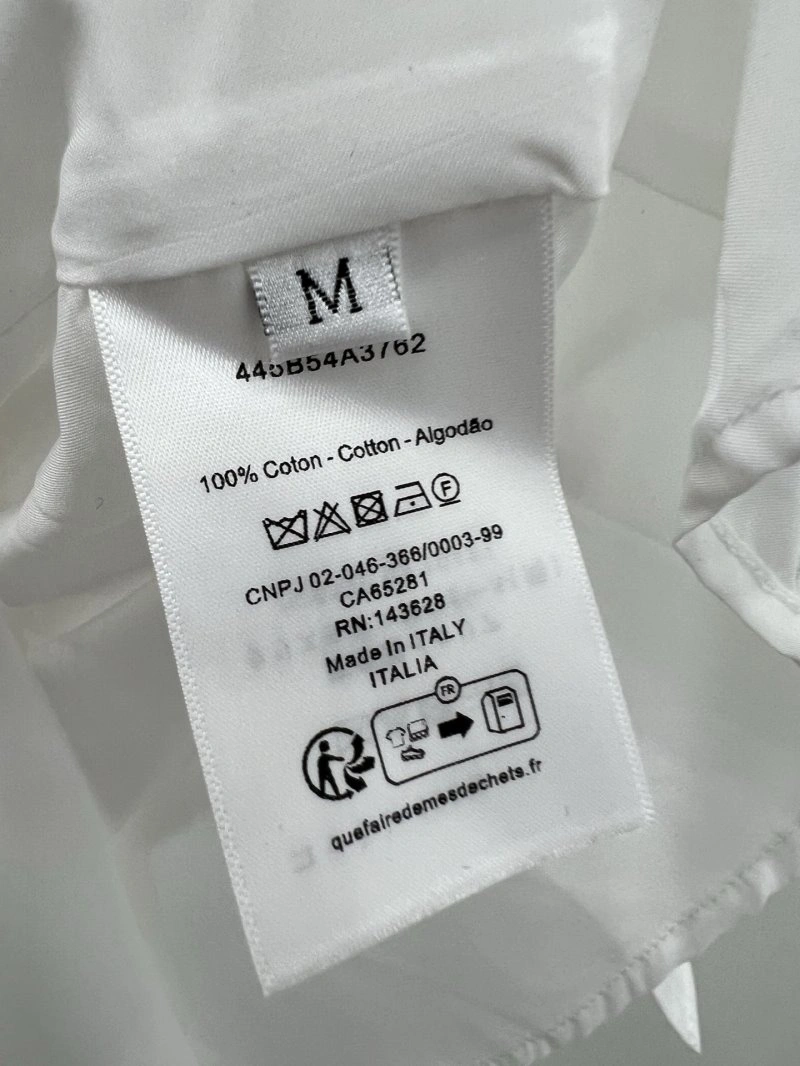 M
445B54A3762
100% Coton - Cotton - Algodão
F
CNPJ 02-046-366/0003-99
CA65281
RN:143628
Made In ITALY
ITALIA
FR
quefairedemesdechets.fr